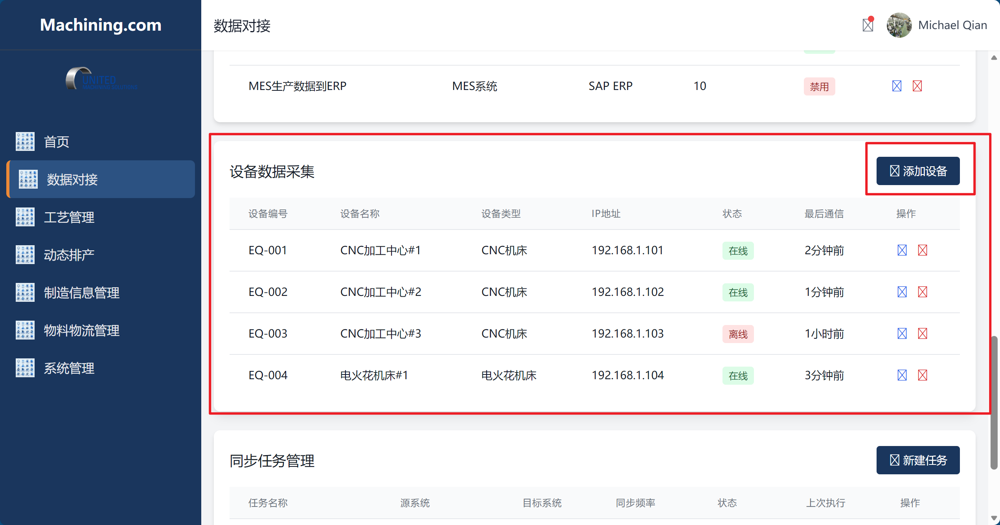 Machining.com
数据对接
Michael Qian
UNITED
MACHINING SOLUTIONS
首页
数据对接
工艺管理
动态排产
制造信息管理
物料物流管理
系统管理
MES生产数据到ERP MES系统 SAP ERP 10 禁用
设备数据采集
添加设备
设备编号 设备名称 设备类型 IP地址 状态 最后通信 操作
EQ-001 CNC加工中心#1 CNC机床 192.168.1.101 在线 2分钟前
EQ-002 CNC加工中心#2 CNC机床 192.168.1.102 在线 1分钟前
EQ-003 CNC加工中心#3 CNC机床 192.168.1.103 离线 1小时前
EQ-004 电火花机床#1 电火花机床 192.168.1.104 在线 3分钟前
同步任务管理
新建任务
任务名称 源系统 目标系统 同步频率 状态 上次执行 操作